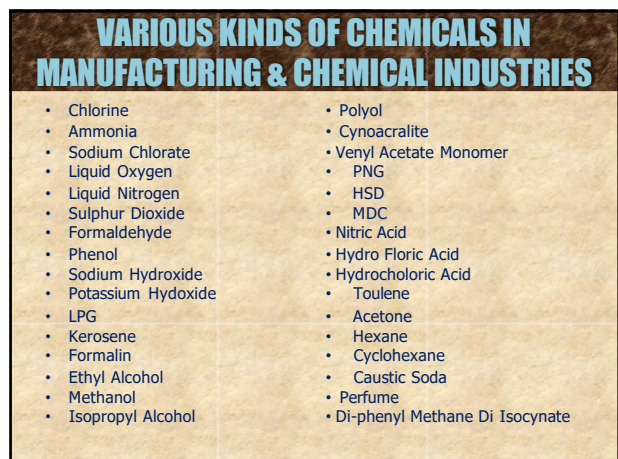 VARIOUS KINDS OF CHEMICALS IN
MANUFACTURING & CHEMICAL INDUSTRIES
• Chlorine
• Ammonia
• Sodium Chlorate
• Liquid Oxygen
• Liquid Nitrogen
• Sulphur Dioxide
• Formaldehyde
• Phenol
• Sodium Hydroxide
• Potassium Hydoxide
• LPG
• Kerosene
• Formalin
• Ethyl Alcohol
• Methanol
• Isopropyl Alcohol
• Polyol
• Cynoacralite
• Venyl Acetate Monomer
• PNG
• HSD
• MDC
• Nitric Acid
• Hydro Floric Acid
• Hydrocholoric Acid
• Toulene
• Acetone
• Hexane
• Cyclohexane
• Caustic Soda
• Perfume
• Di-phenyl Methane Di Isocynate